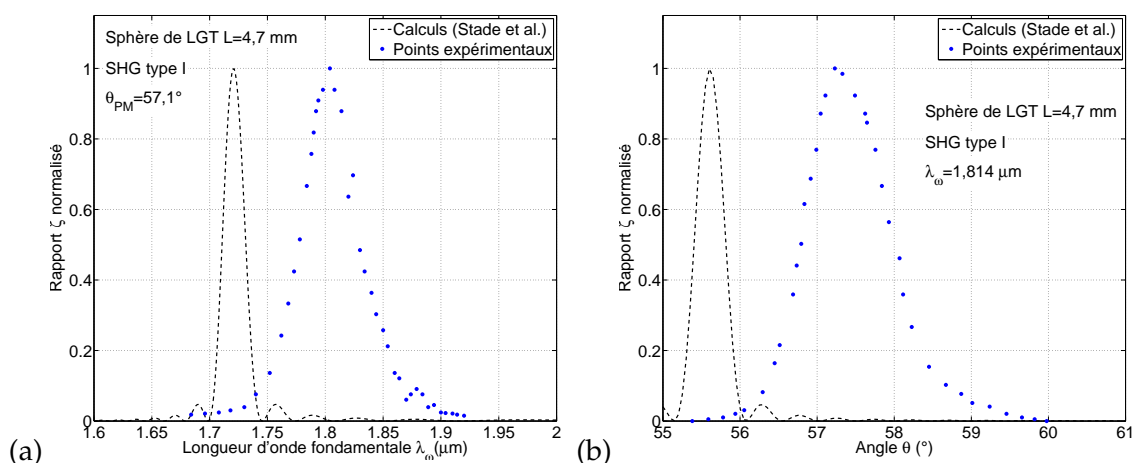 Sphère de LGT L=4,7 mm
SHG type I
θPM=57,1°
Calculs (Stade et al.)
Points expérimentaux
Rapport ζ normalisé
1
0.8
0.6
0.4
0.2
0
1.6 1.65 1.7 1.75 1.8 1.85 1.9 1.95 2
Longueur d'onde fondamentale λω(μm)
(a)
Calculs (Stade et al.)
Points expérimentaux
Sphère de LGT L=4,7 mm
SHG type I
λω=1,814 μm
Rapport ζ normalisé
1
0.8
0.6
0.4
0.2
0
55 56 57 58 59 60 61
Angle θ (°)
(b)